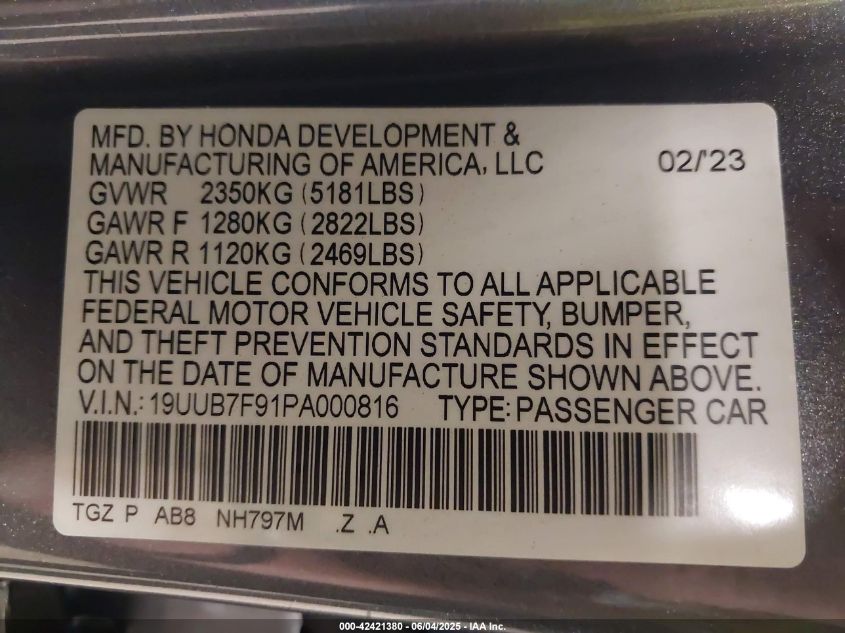 MFD. BY HONDA DEVELOPMENT &
MANUFACTURING OF AMERICA, LLC 02/'23
GVWR 2350KG (5181LBS)
GAWR F 1280KG (2822LBS)
GAWR R 1120KG (2469LBS)
THIS VEHICLE CONFORMS TO ALL APPLICABLE
FEDERAL MOTOR VEHICLE SAFETY, BUMPER,
AND THEFT PREVENTION STANDARDS IN EFFECT
ON THE DATE OF MANUFACTURE SHOWN ABOVE.
V.I.N.: 19UUB7F91PA000816 TYPE: PASSENGER CAR
TGZ P AB8 NH797M .Z .A
000-42421380 - 06/04/2025 - IAA Inc.